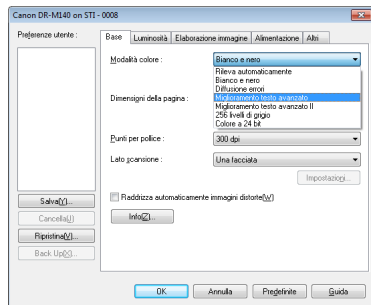 Canon DR-M140 su STI - 0008
Preferenze utente :
Base
Luminosità
Elaborazione immagine
Alimentazione
Altri
Modalità colore :
Bianco e nero
Rileva automaticamente
Bianco e nero
Diffusione errori
Miglioramento testo avanzato
Miglioramento testo avanzato II
256 livelli di grigio
Colore a 24 bit
Dimensigni della pagina :
Punti per pollice :
300 dpi
Lato scansione :
Una facciata
Impostazioni...
Raddrizza automaticamente immagini distorte[W]
Info[Z]...
Salva[Y]...
Cancella[J]
Ripristina[V]...
Back Up[X]...
OK
Annulla
Predefinite
Guida